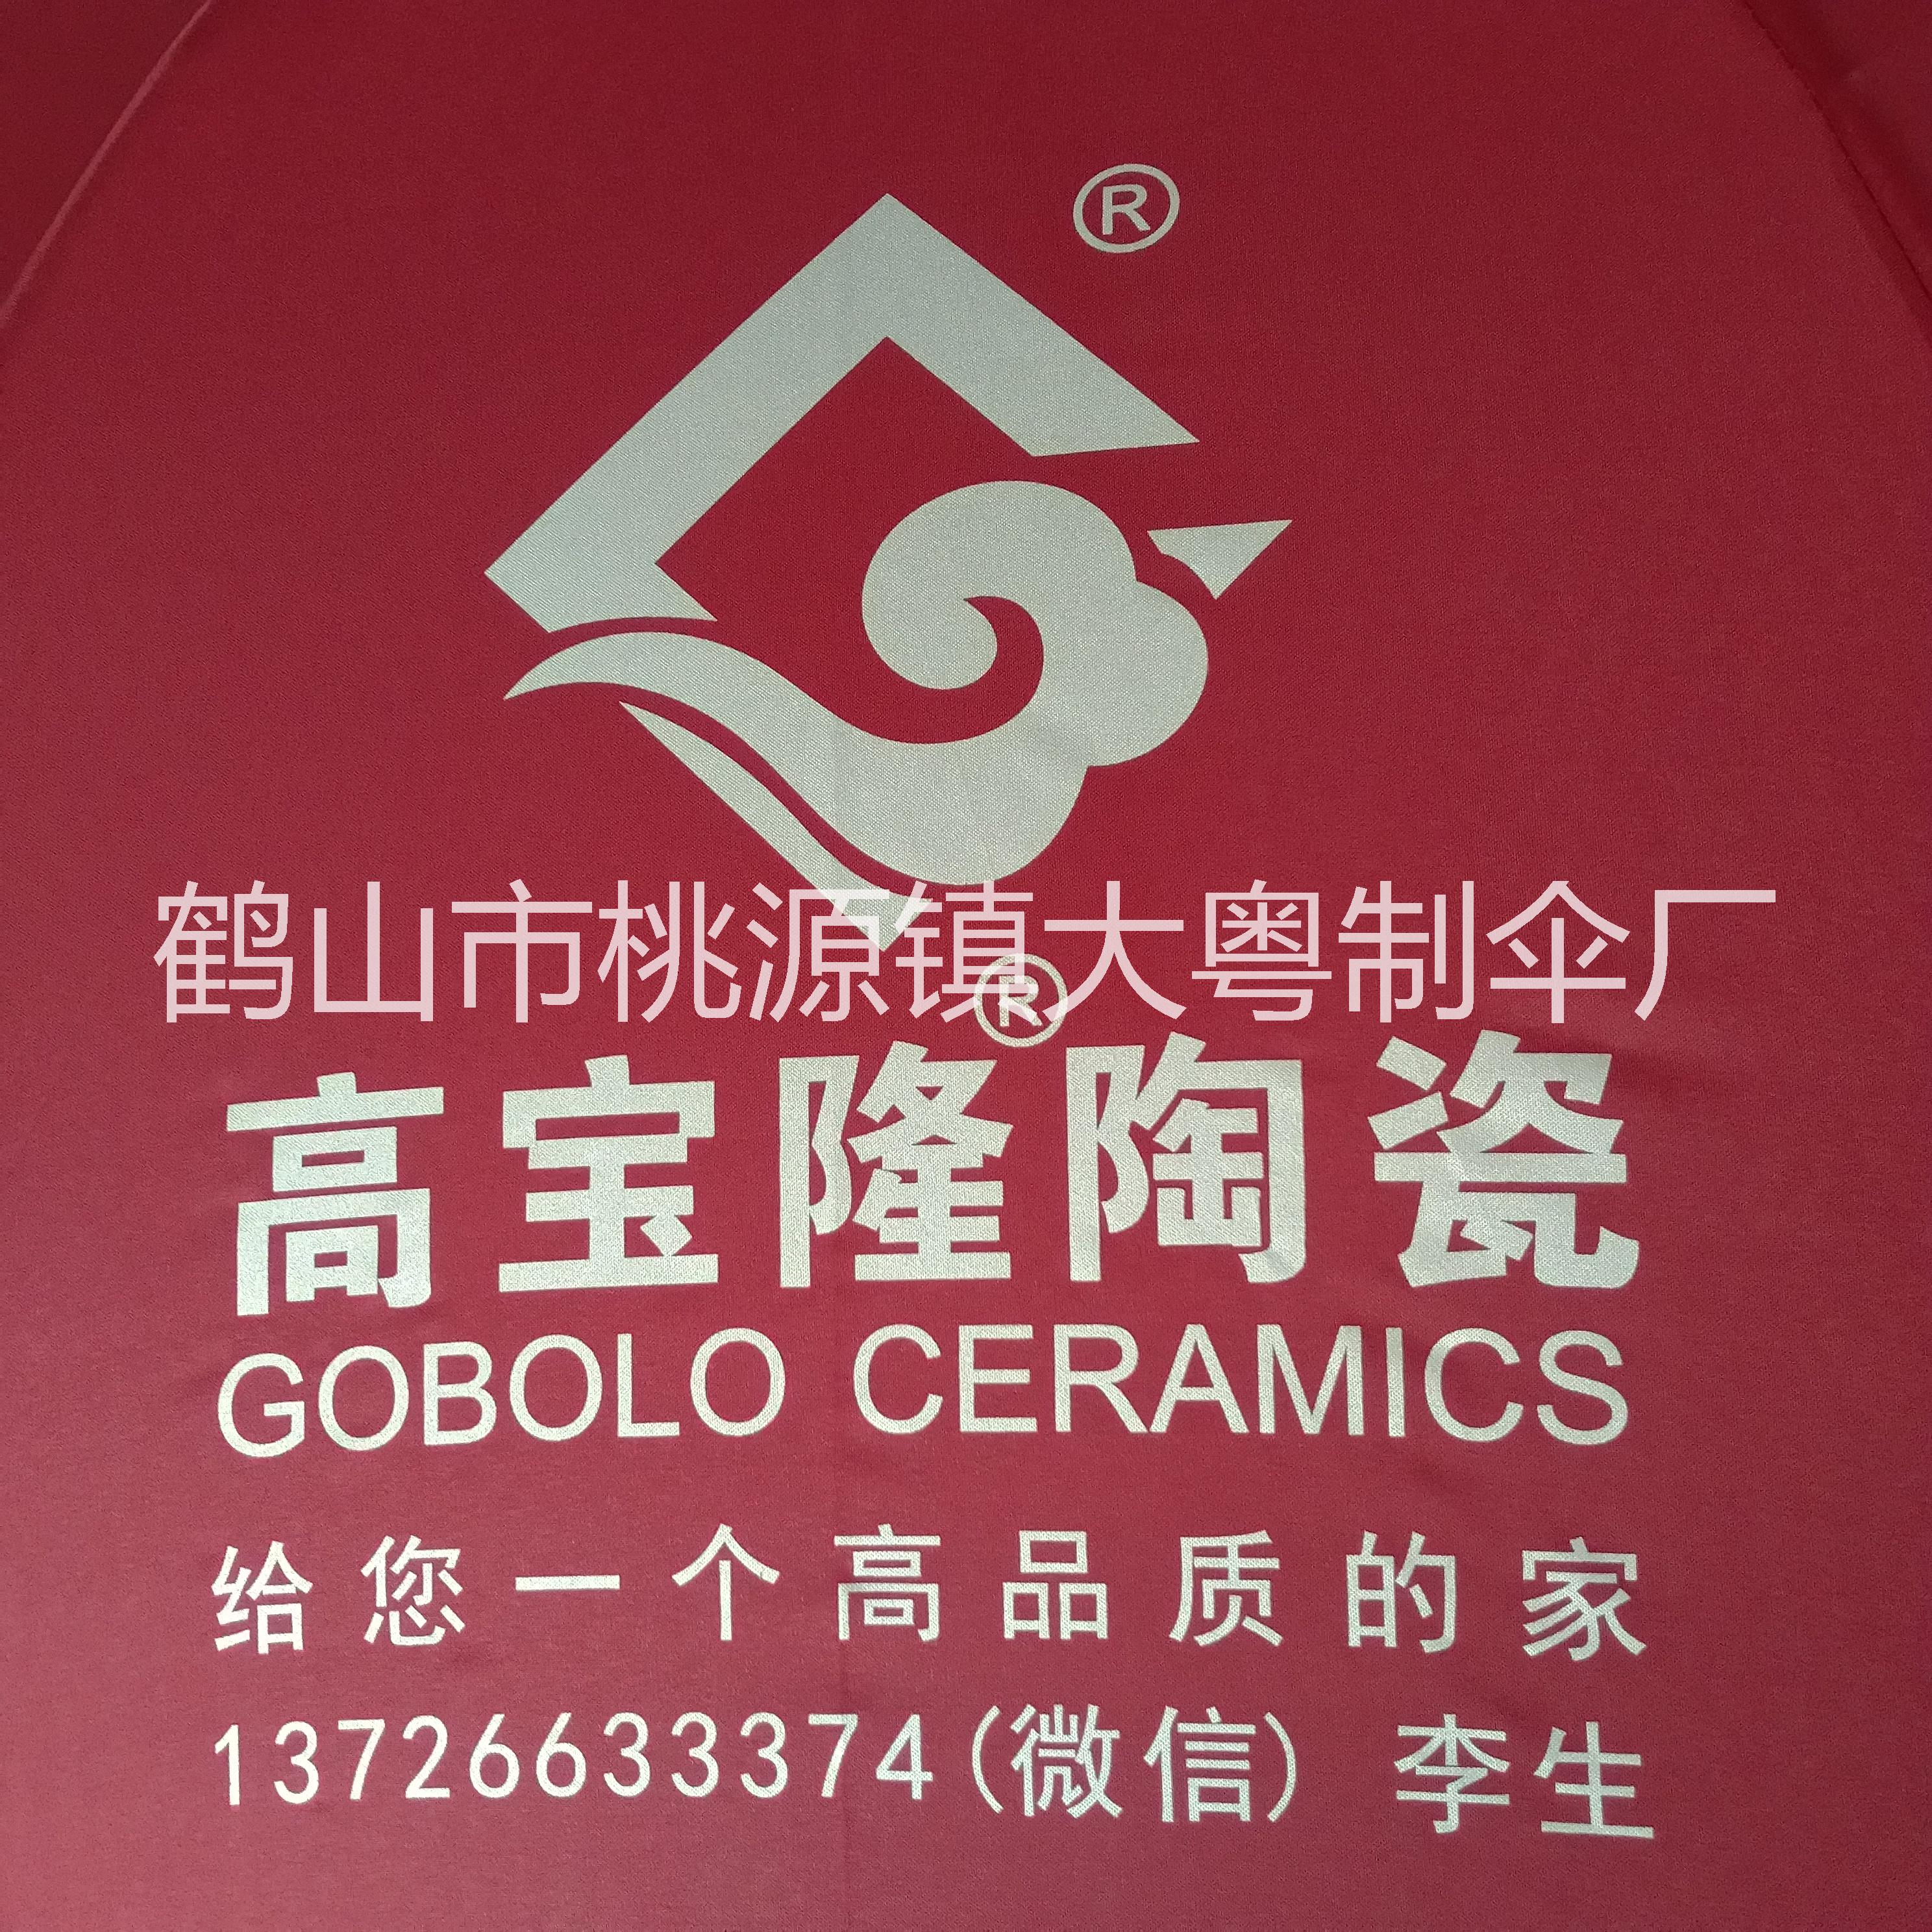 ®
鹤山市桃源镇大粤制伞厂
®
高宝隆陶瓷
GOBOLO CERAMICS
给您一个高品质的家
13726633374(微信) 李生